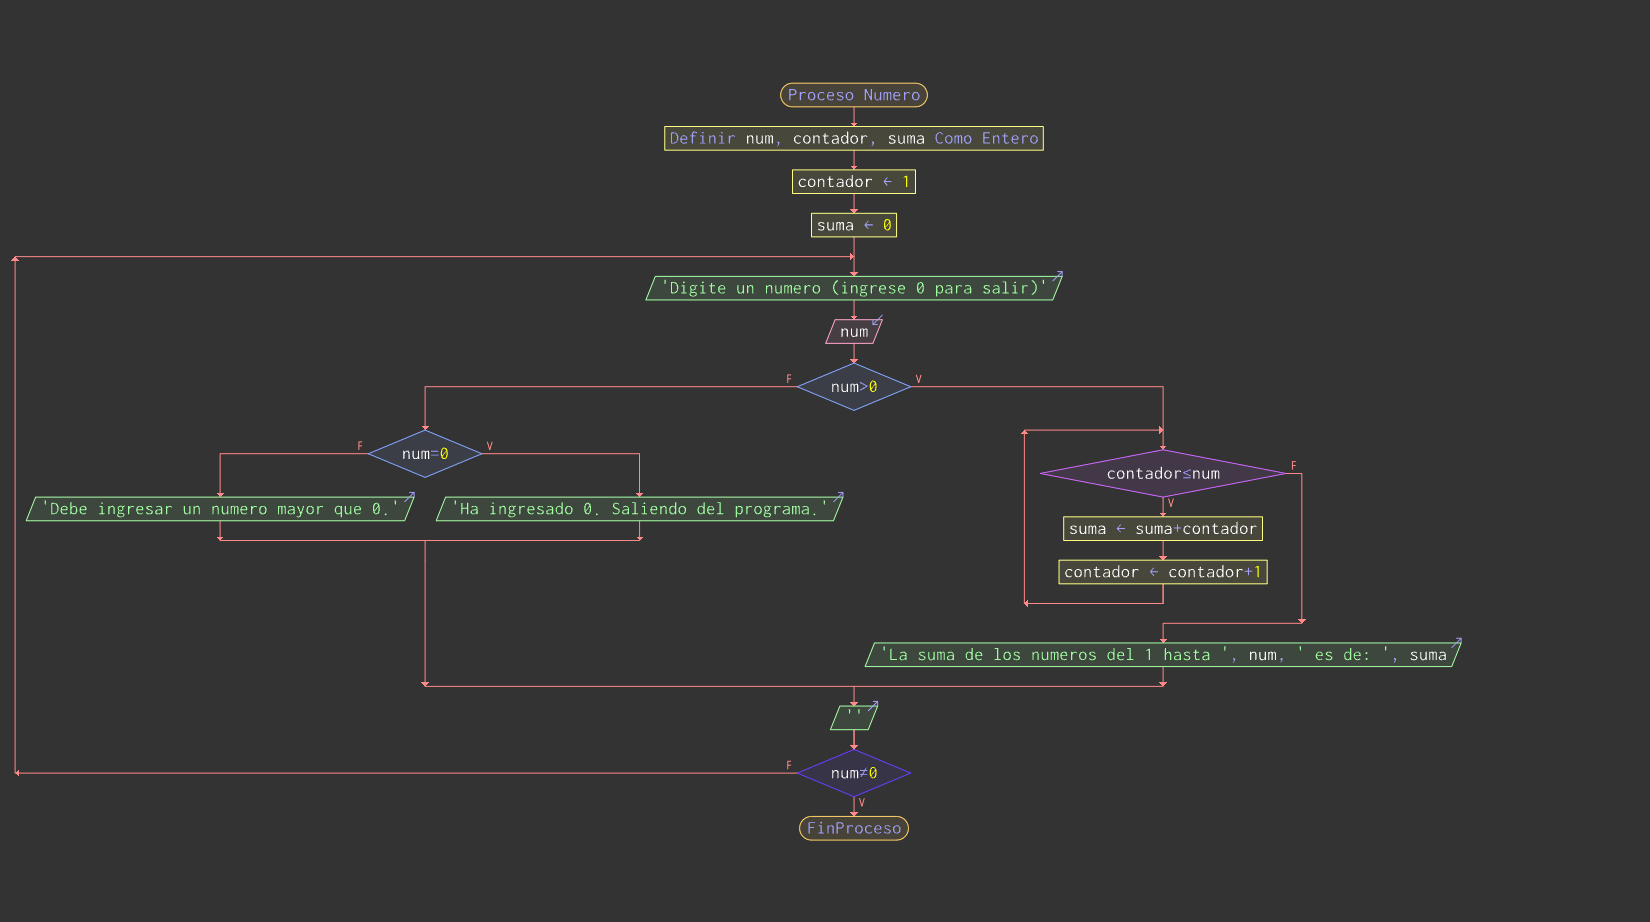 Proceso Numero
Definir num, contador, suma Como Entero
contador ← 1
suma ← 0
'Digite un numero (ingrese 0 para salir)'
num
F
num>0
V
F
num=0
V
'Debe ingresar un numero mayor que 0.'
'Ha ingresado 0. Saliendo del programa.'
contador≤num
F
V
suma ← suma+contador
contador ← contador+1
'La suma de los numeros del 1 hasta ', num, ' es de: ', suma
''
F
num≠0
V
FinProceso